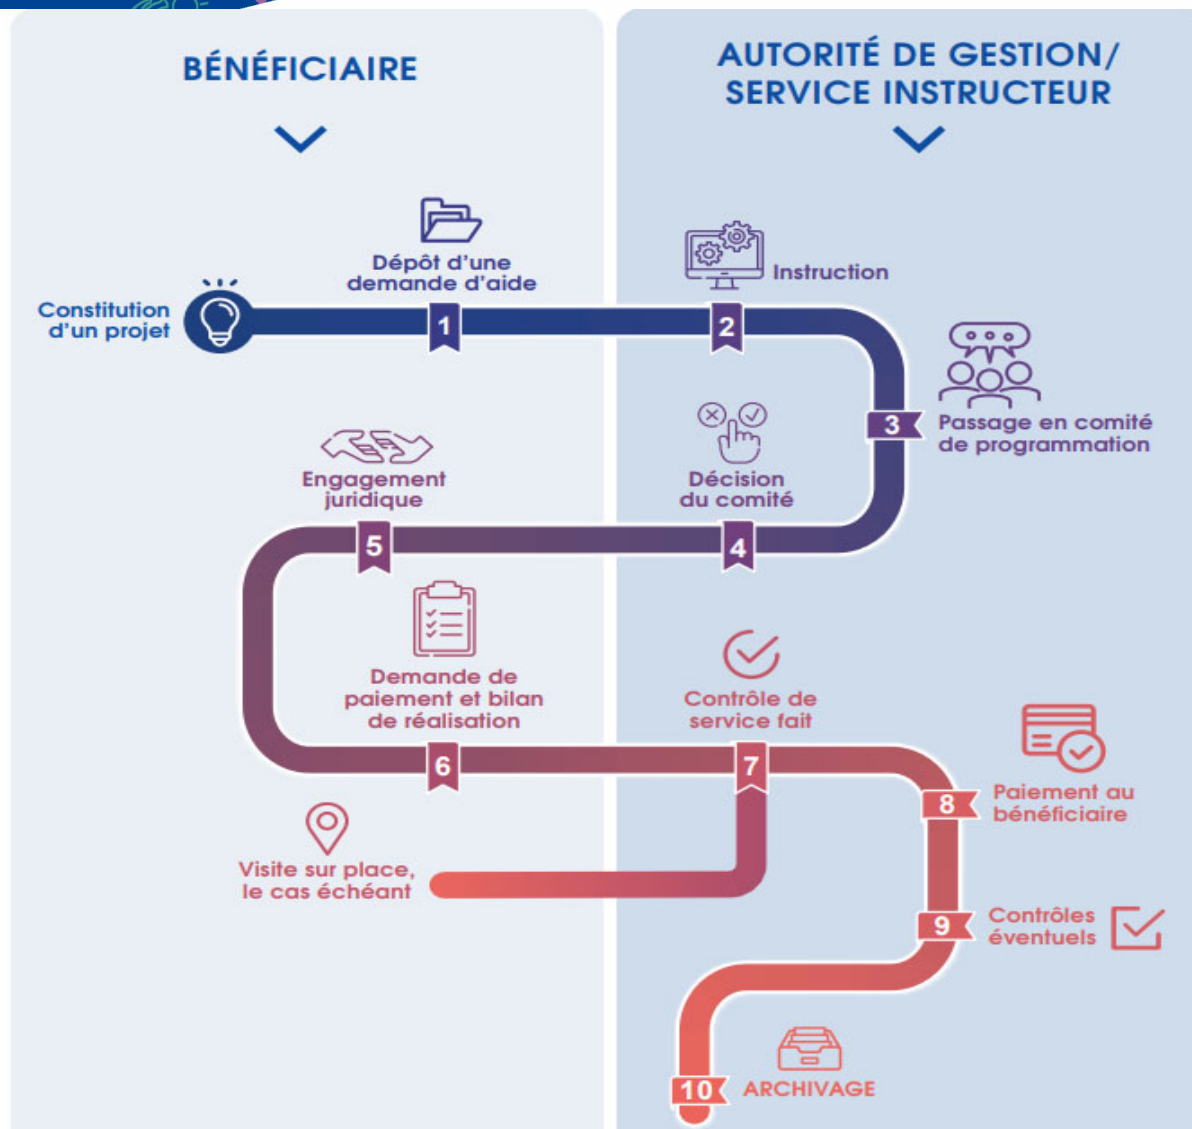 BÉNÉFICIAIRE
AUTORITÉ DE GESTION/
SERVICE INSTRUCTEUR
Constitution
d'un projet
Dépôt d'une
demande d'aide
1
Instruction
2
Passage en comité
de programmation
3
Décision
du comité
4
Engagement
juridique
5
Demande de
paiement et bilan
de réalisation
6
Contrôle de
service fait
7
Visite sur place,
le cas échéant
Paiement au
bénéficiaire
8
Contrôles
éventuels
9
10
ARCHIVAGE